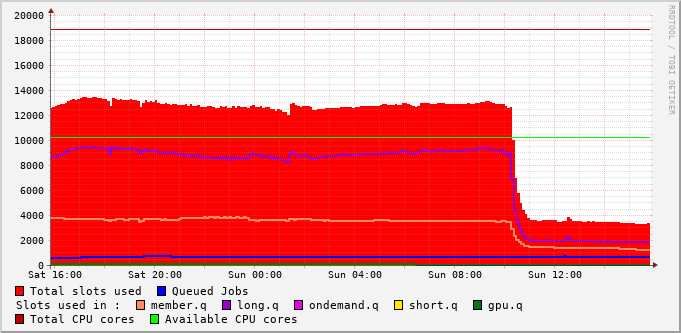 20000
18000
16000
14000
12000
10000
8000
6000
4000
2000
0
Sat 16:00 Sat 20:00 Sun 00:00 Sun 04:00 Sun 08:00 Sun 12:00
Total slots used Queued Jobs
Slots used in : member.q long.q ondemand.q short.q gpu.q
Total CPU cores Available CPU cores
RRDTOOL / TOBI OETIKER